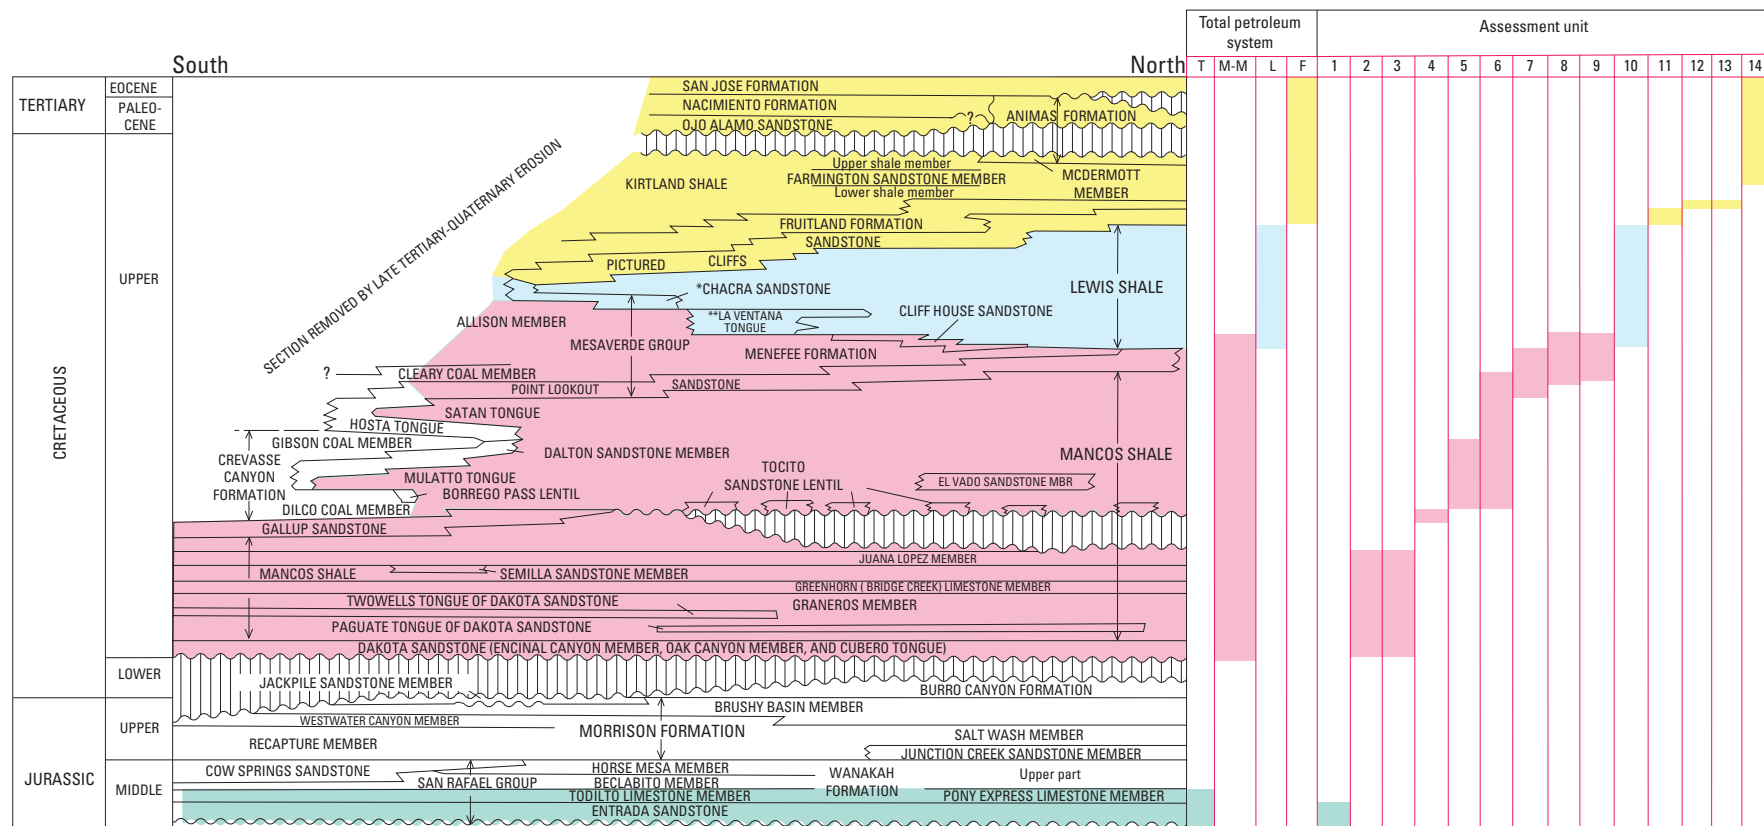 Total petroleum
system
Assessment unit
South
North
T
M-M
L
F
1
2
3
4
5
6
7
8
9
10
11
12
13
14
TERTIARY
EOCENE
PALEO-
CENE
SAN JOSE FORMATION
NACIMIENTO FORMATION
?
ANIMAS FORMATION
OJO ALAMO SANDSTONE
SECTION REMOVED BY LATE TERTIARY-QUATERNARY EROSION
CRETACEOUS
UPPER
KIRTLAND SHALE
Upper shale member
FARMINGTON SANDSTONE MEMBER
Lower shale member
MCDERMOTT
MEMBER
FRUITLAND FORMATION
SANDSTONE
PICTURED
CLIFFS
*CHACRA SANDSTONE
LEWIS SHALE
ALLISON MEMBER
**LA VENTANA
TONGUE
CLIFF HOUSE SANDSTONE
MESAVERDE GROUP
MENEFEE FORMATION
?
CLEARY COAL MEMBER
POINT LOOKOUT
SANDSTONE
SATAN TONGUE
HOSTA TONGUE
GIBSON COAL MEMBER
CREVASSE
CANYON
FORMATION
DALTON SANDSTONE MEMBER
MANCOS SHALE
MULATTO TONGUE
TOCITO
SANDSTONE LENTIL
EL VADO SANDSTONE MBR
BORREGO PASS LENTIL
DILCO COAL MEMBER
GALLUP SANDSTONE
JUANA LOPEZ MEMBER
MANCOS SHALE
SEMILLA SANDSTONE MEMBER
GREENHORN ( BRIDGE CREEK) LIMESTONE MEMBER
TWOWELLS TONGUE OF DAKOTA SANDSTONE
GRANEROS MEMBER
PAGUATE TONGUE OF DAKOTA SANDSTONE
DAKOTA SANDSTONE (ENCINAL CANYON MEMBER, OAK CANYON MEMBER, AND CUBERO TONGUE)
LOWER
JACKPILE SANDSTONE MEMBER
BURRO CANYON FORMATION
JURASSIC
UPPER
BRUSHY BASIN MEMBER
WESTWATER CANYON MEMBER
MORRISON FORMATION
SALT WASH MEMBER
RECAPTURE MEMBER
JUNCTION CREEK SANDSTONE MEMBER
MIDDLE
COW SPRINGS SANDSTONE
HORSE MESA MEMBER
WANAKAH
FORMATION
Upper part
SAN RAFAEL GROUP
BECLABITO MEMBER
TODILTO LIMESTONE MEMBER
PONY EXPRESS LIMESTONE MEMBER
ENTRADA SANDSTONE